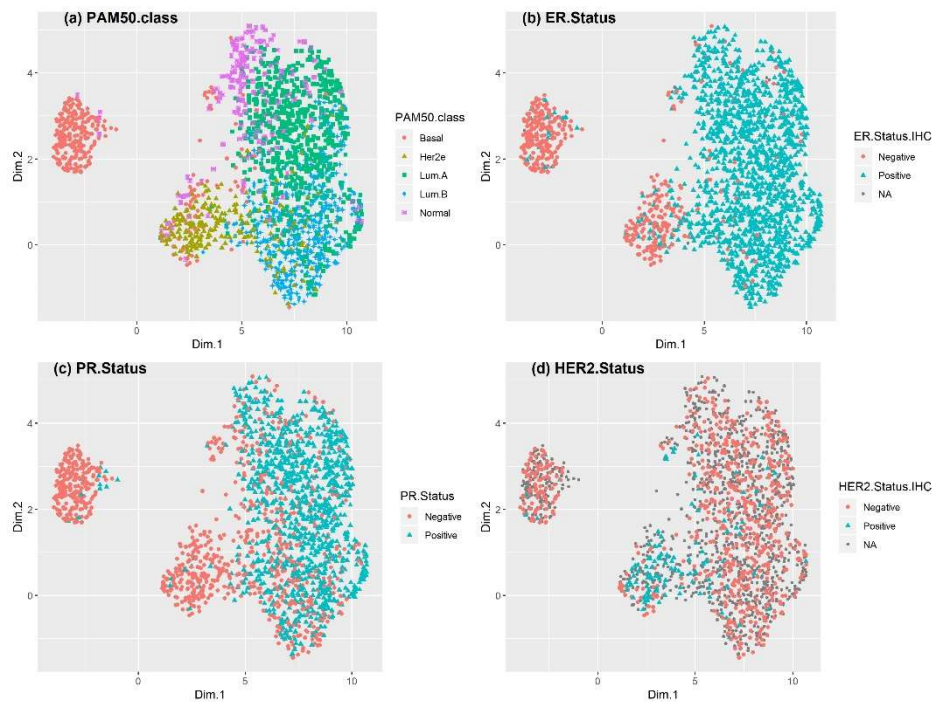 (a) PAM50.class
4
2
0
Dim.2
0
5
10
Dim.1
PAM50.class
Basal
Her2e
Lum.A
Lum.B
Normal
(b) ER.Status
4
2
0
Dim.2
0
5
10
Dim.1
ER.Status.IHC
Negative
Positive
NA
(c) PR.Status
4
2
0
Dim.2
0
5
10
Dim.1
PR.Status
Negative
Positive
(d) HER2.Status
4
2
0
Dim.2
0
5
10
Dim.1
HER2.Status.IHC
Negative
Positive
NA